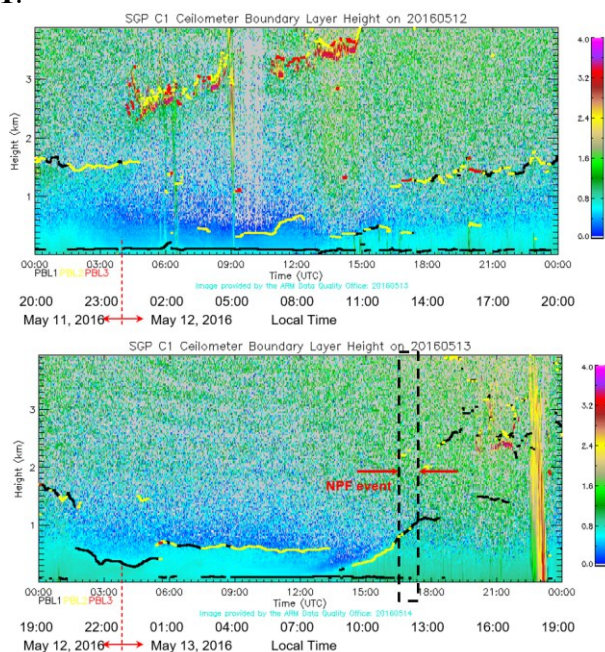 SGP C1 Ceilometer Boundary Layer Height on 20160512
4.0
3.2
2.4
1.6
0.8
0.0
3
2
1
Height (km)
00:00 03:00 06:00 09:00 12:00 15:00 18:00 21:00 00:00
PBL1 PBL2 PBL3
Time (UTC)
Image provided by the ARM Data Quality Office: 20160513
20:00 23:00 02:00 05:00 08:00 11:00 14:00 17:00 20:00
May 11, 2016 May 12, 2016 Local Time
SGP C1 Ceilometer Boundary Layer Height on 20160513
4.0
3.2
2.4
1.6
0.8
0.0
3
2
1
Height (km)
NPF event
00:00 03:00 06:00 09:00 12:00 15:00 18:00 21:00 00:00
PBL1 PBL2 PBL3
Time (UTC)
Image provided by the ARM Data Quality Office: 20160514
19:00 22:00 01:00 04:00 07:00 10:00 13:00 16:00 19:00
May 12, 2016 May 13, 2016 Local Time